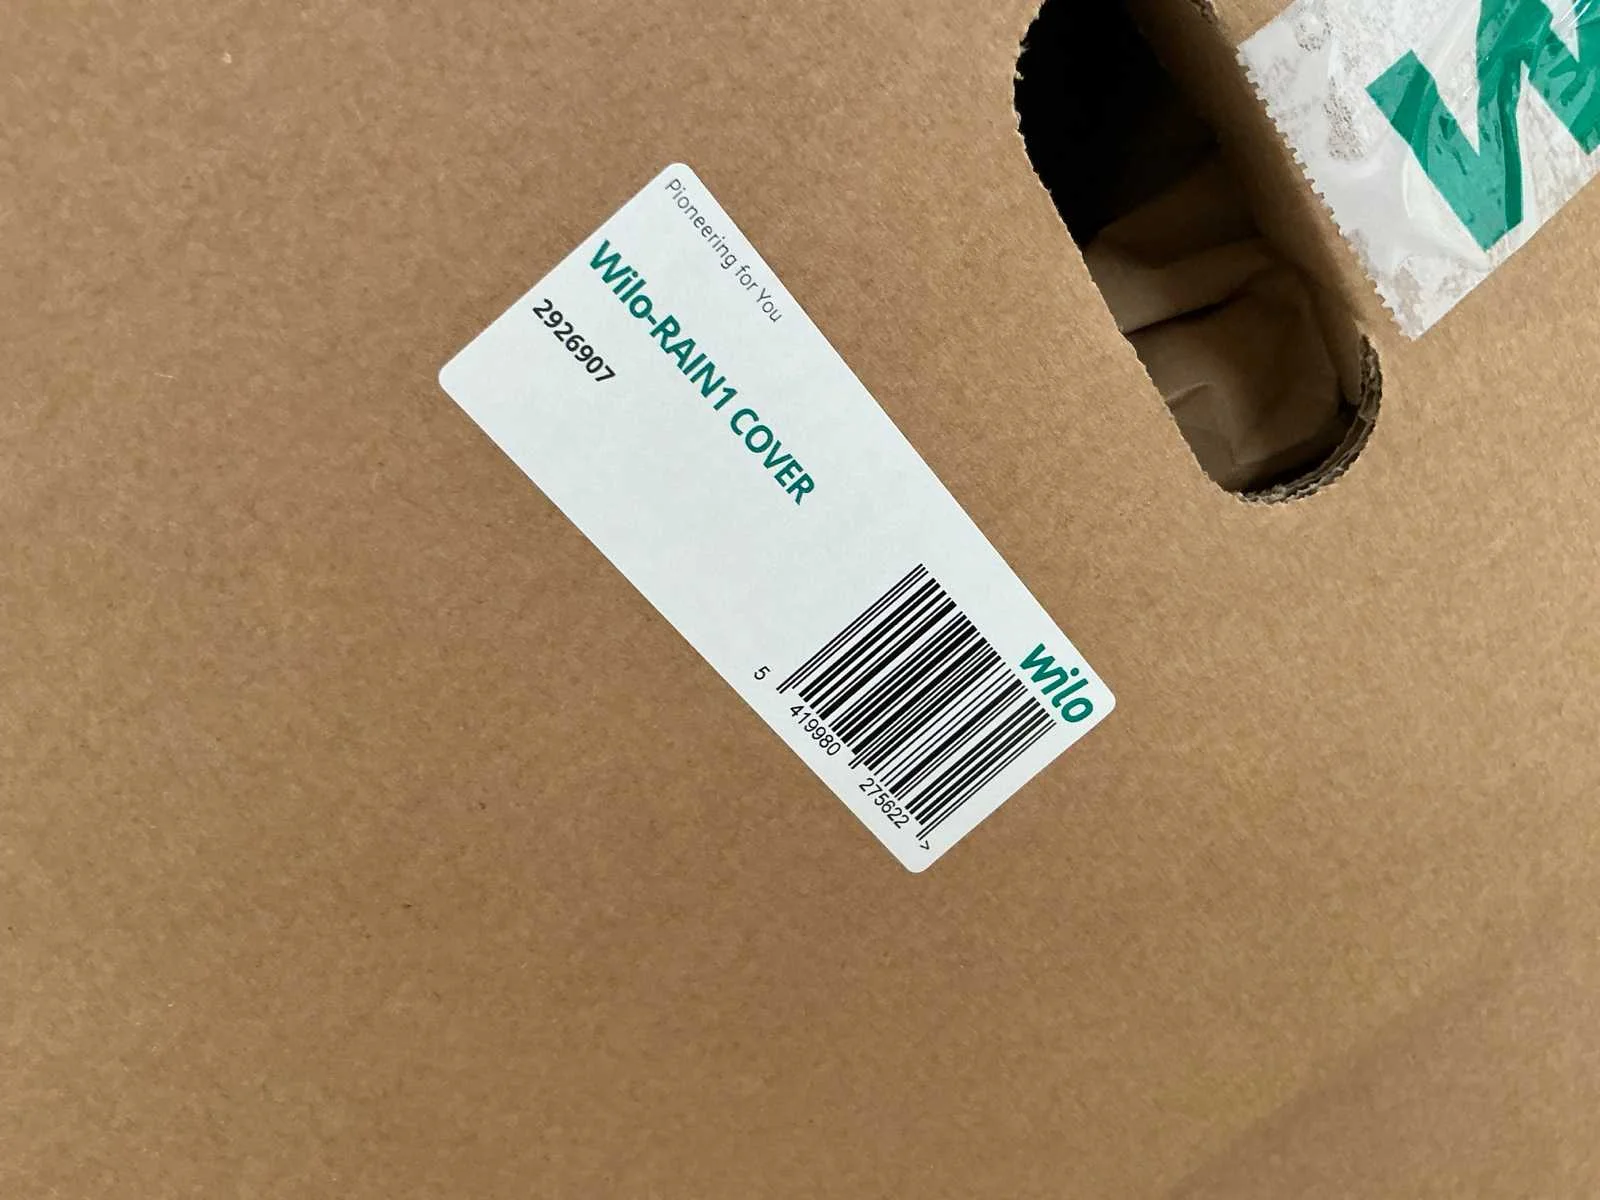 Pioneering for You
Wilo-RAIN1 COVER
2926907
wilo
5 419980 275622 >